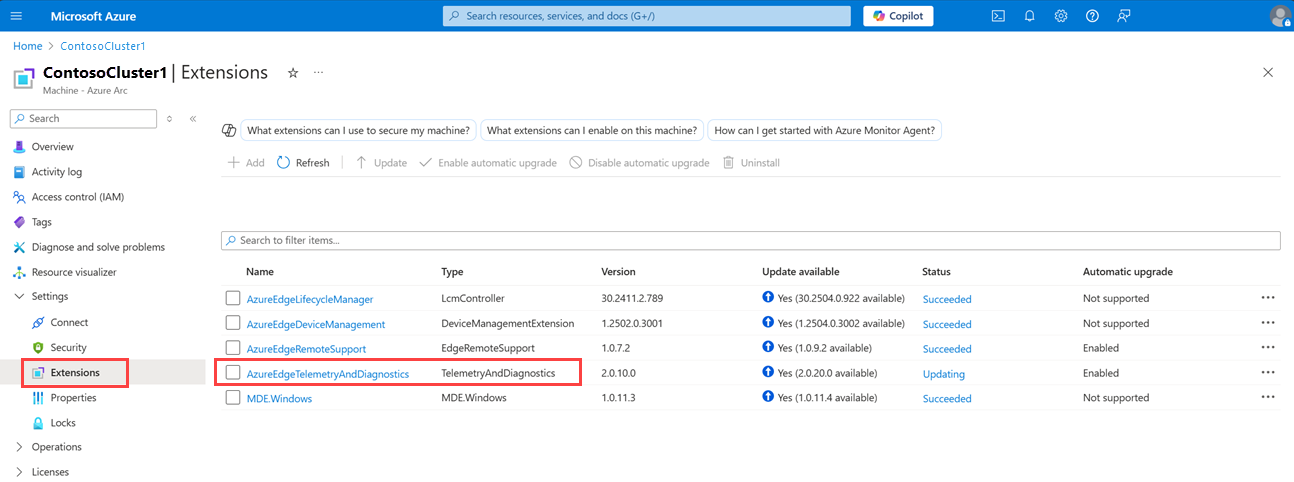 Microsoft Azure
Search resources, services, and docs (G+/)
Copilot
Home > ContosoCluster1
ContosoCluster1 | Extensions
Machine - Azure Arc
Search
Overview
Activity log
Access control (IAM)
Tags
Diagnose and solve problems
Resource visualizer
Settings
Connect
Security
Extensions
Properties
Locks
Operations
Licenses
What extensions can I use to secure my machine? What extensions can I enable on this machine? How can I get started with Azure Monitor Agent?
Add Refresh Update Enable automatic upgrade Disable automatic upgrade Uninstall
Search to filter items...
Name Type Version Update available Status Automatic upgrade
AzureEdgeLifecycleManager LcmController 30.2411.2.789 Yes (30.2504.0.922 available) Succeeded Not supported
AzureEdgeDeviceManagement DeviceManagementExtension 1.2502.0.3001 Yes (1.2504.0.3002 available) Succeeded Not supported
AzureEdgeRemoteSupport EdgeRemoteSupport 1.0.7.2 Yes (1.0.9.2 available) Succeeded Enabled
AzureEdgeTelemetryAndDiagnostics TelemetryAndDiagnostics 2.0.10.0 Yes (2.0.20.0 available) Updating Enabled
MDE.Windows MDE.Windows 1.0.11.3 Yes (1.0.11.4 available) Succeeded Not supported